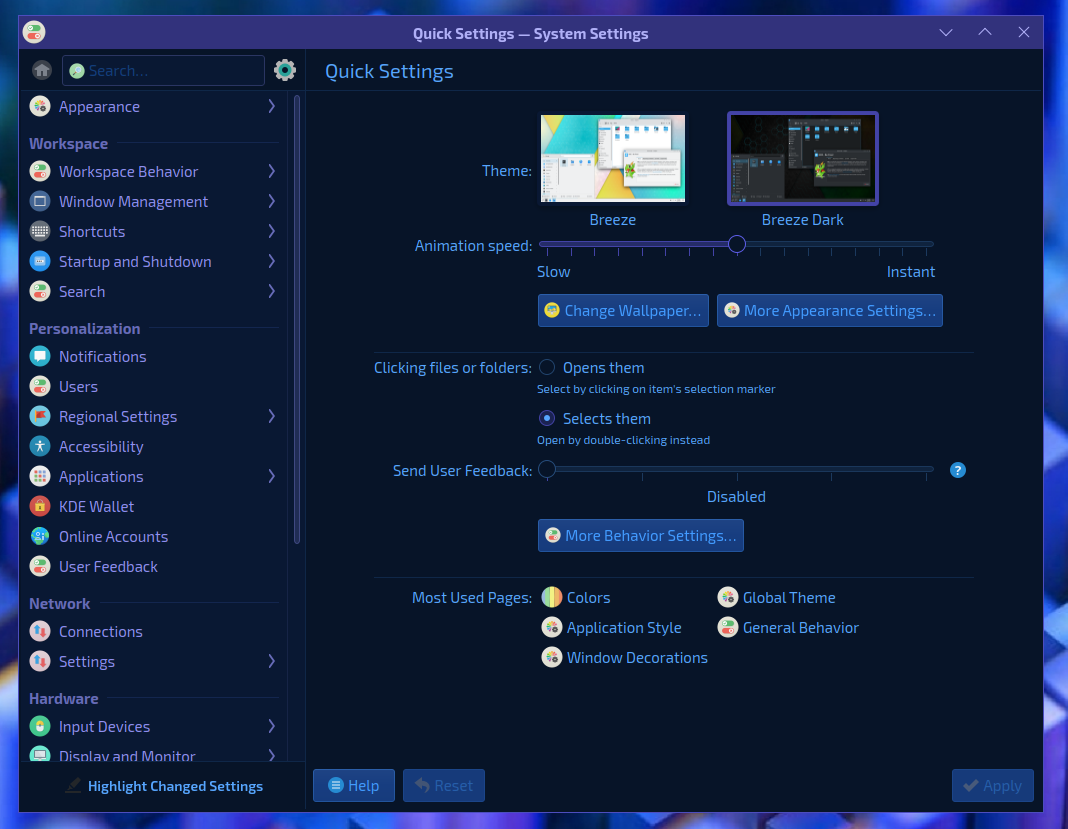 Quick Settings — System Settings
Search...
Quick Settings
Appearance
Workspace
Workspace Behavior
Window Management
Shortcuts
Startup and Shutdown
Search
Personalization
Notifications
Users
Regional Settings
Accessibility
Applications
KDE Wallet
Online Accounts
User Feedback
Network
Connections
Settings
Hardware
Input Devices
Display and Monitor
Highlight Changed Settings
Theme:
Breeze
Breeze Dark
Animation speed:
Slow
Instant
Change Wallpaper...
More Appearance Settings...
Clicking files or folders:
Opens them
Select by clicking on item's selection marker
Selects them
Open by double-clicking instead
Send User Feedback:
?
Disabled
More Behavior Settings...
Most Used Pages:
Colors
Global Theme
Application Style
General Behavior
Window Decorations
Help
Reset
Apply